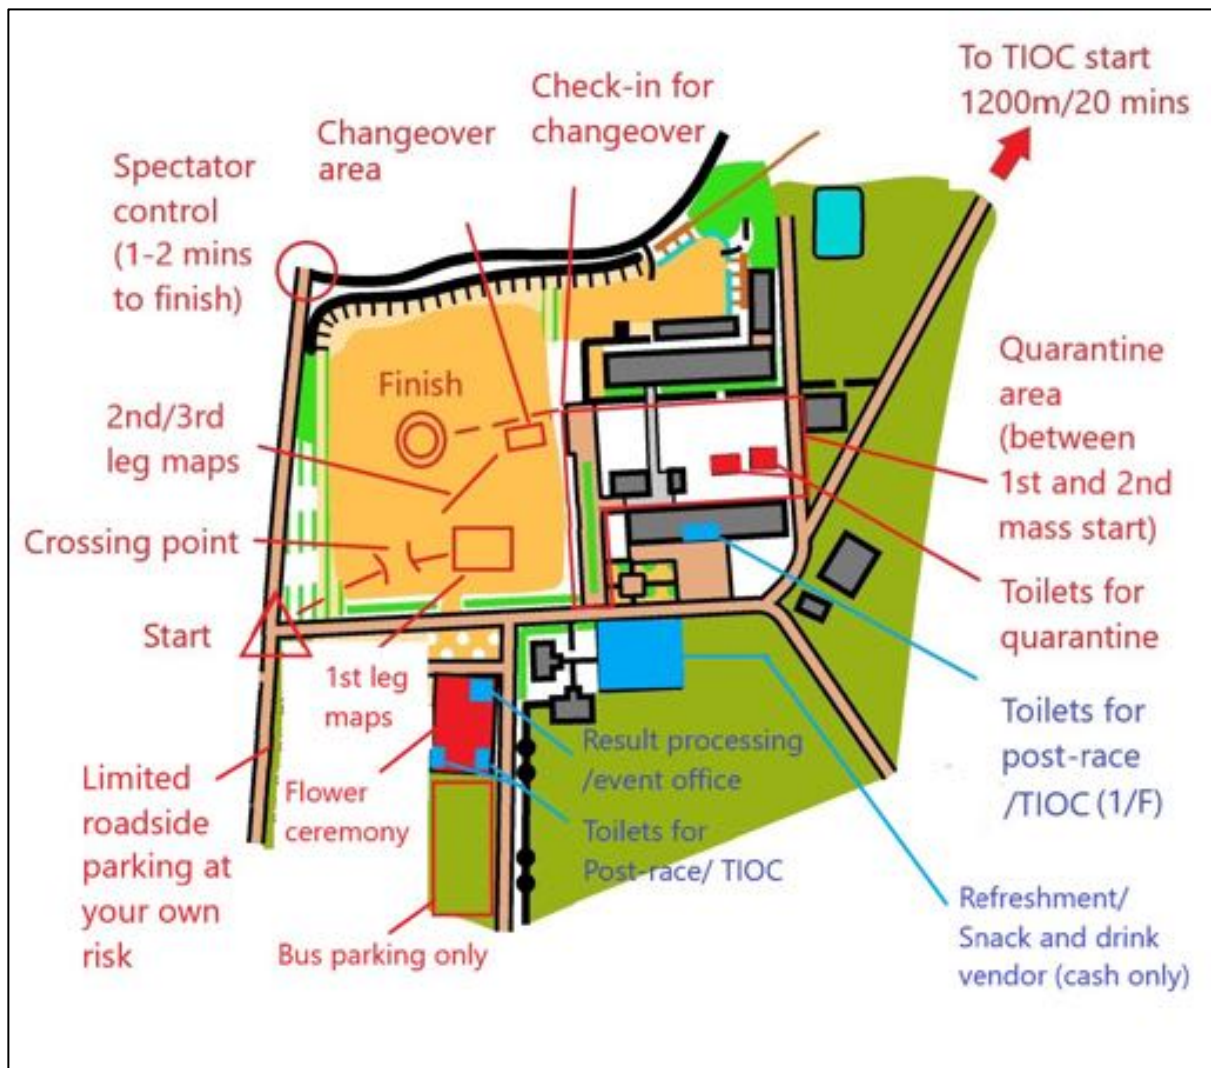 To TIOC start
1200m/20 mins
Check-in for
changeover
Changeover
area
Spectator
control
(1-2 mins
to finish)
Finish
2nd/3rd
leg maps
Quarantine
area
(between
1st and 2nd
mass start)
Crossing point
Start
Toilets for
quarantine
1st leg
maps
Toilets for
post-race
/TIOC (1/F)
Result processing
/event office
Limited
roadside
parking at
your own
risk
Flower
ceremony
Toilets for
Post-race/ TIOC
Refreshment/
Snack and drink
vendor (cash only)
Bus parking only